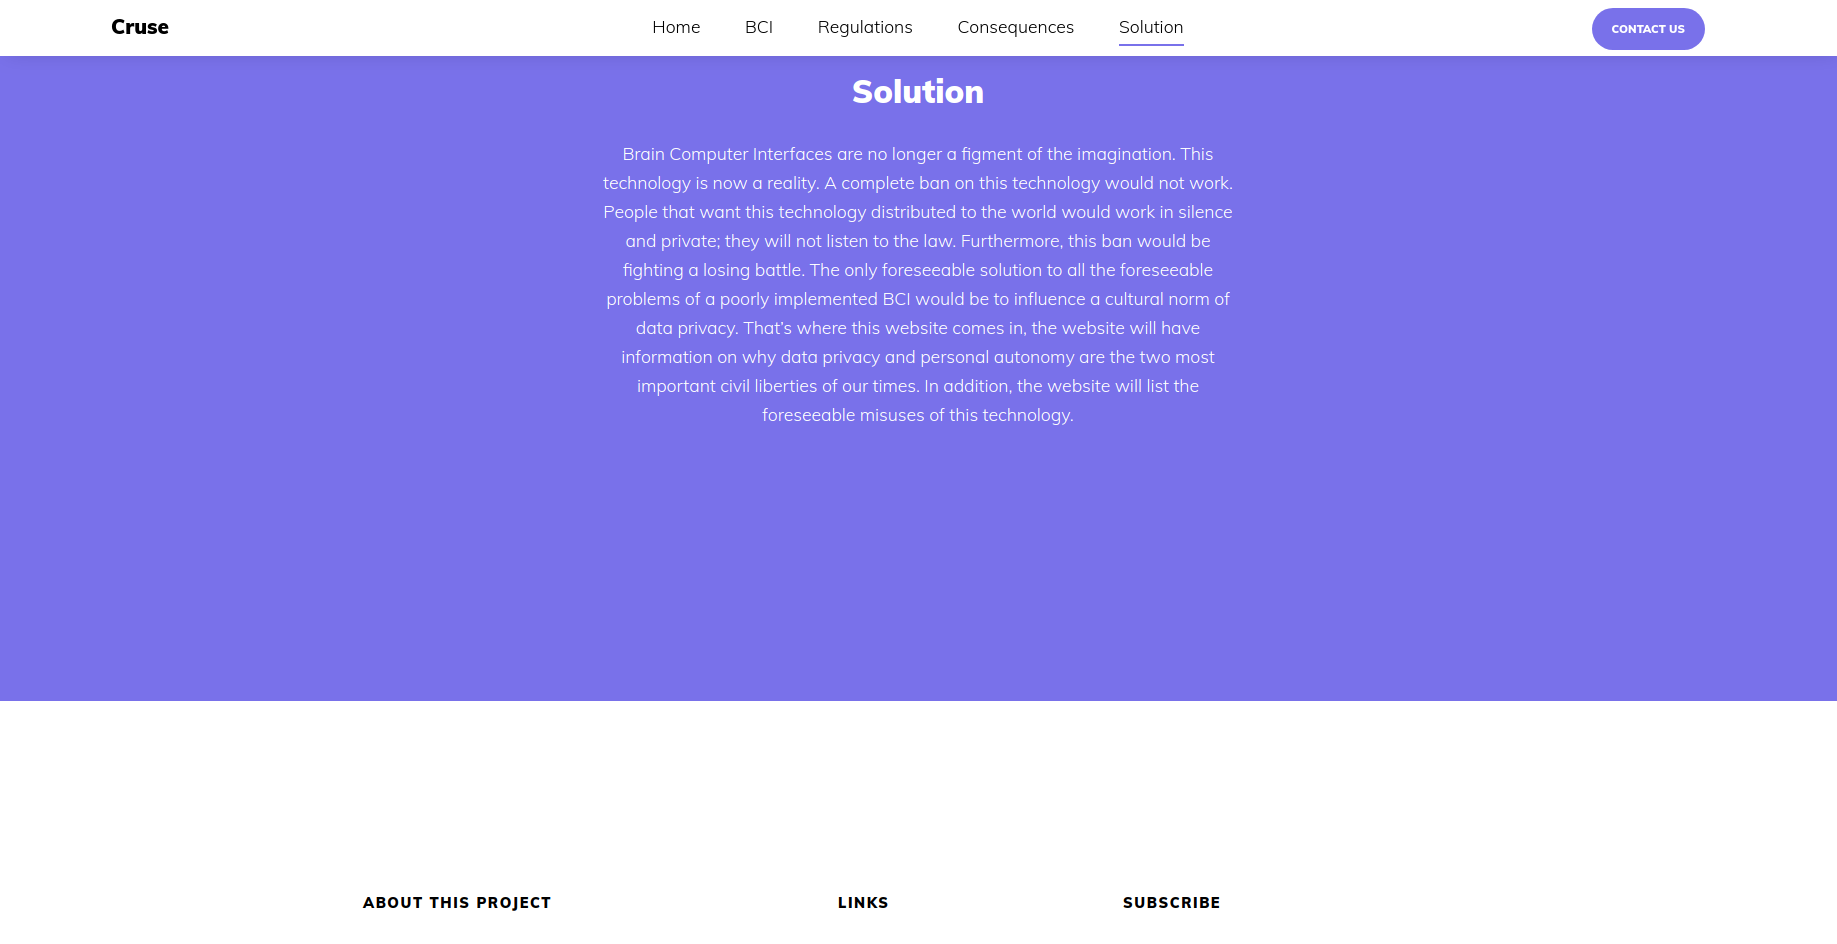 Cruse
Home BCI Regulations Consequences Solution
CONTACT US
Solution
Brain Computer Interfaces are no longer a figment of the imagination. This
technology is now a reality. A complete ban on this technology would not work.
People that want this technology distributed to the world would work in silence
and private; they will not listen to the law. Furthermore, this ban would be
fighting a losing battle. The only foreseeable solution to all the foreseeable
problems of a poorly implemented BCI would be to influence a cultural norm of
data privacy. That's where this website comes in, the website will have
information on why data privacy and personal autonomy are the two most
important civil liberties of our times. In addition, the website will list the
foreseeable misuses of this technology.
ABOUT THIS PROJECT
LINKS
SUBSCRIBE